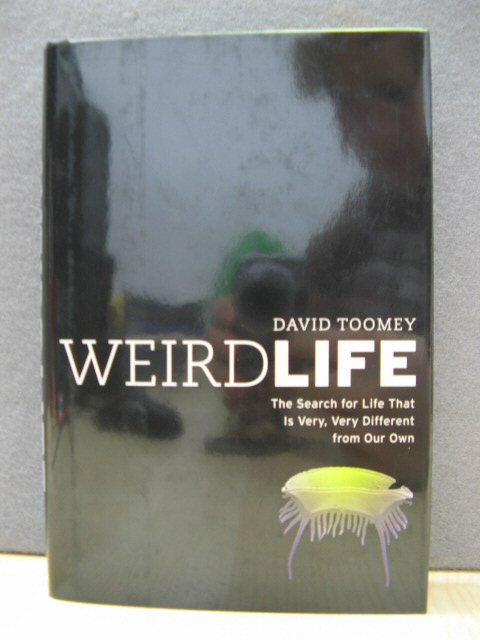 DAVID TOOMEY
WEIRDLIFE
The Search for Life That
Is Very, Very Different
from Our Own